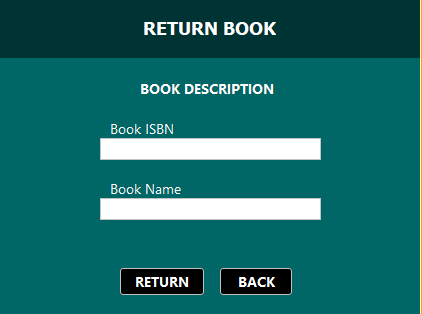 RETURN BOOK
BOOK DESCRIPTION
Book ISBN
Book Name
RETURN BACK